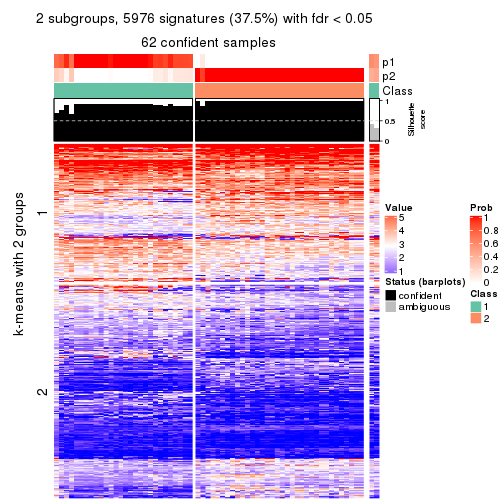 2 subgroups, 5976 signatures (37.5%) with fdr < 0.05
62 confident samples
p1
p2
Class
1
0.5
0
Silhouette
score
k-means with 2 groups
1
2
Value
5
4
3
2
1
Status (barplots)
confident
ambiguous
Prob
1
0.8
0.6
0.4
0.2
0
Class
1
2